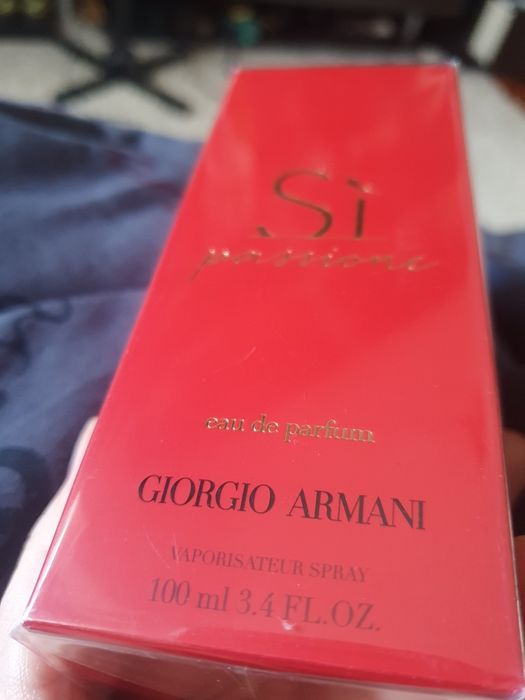 Sì
passione
eau de parfum
GIORGIO ARMANI
VAPORISATEUR SPRAY
100 ml 3.4 FL.OZ.